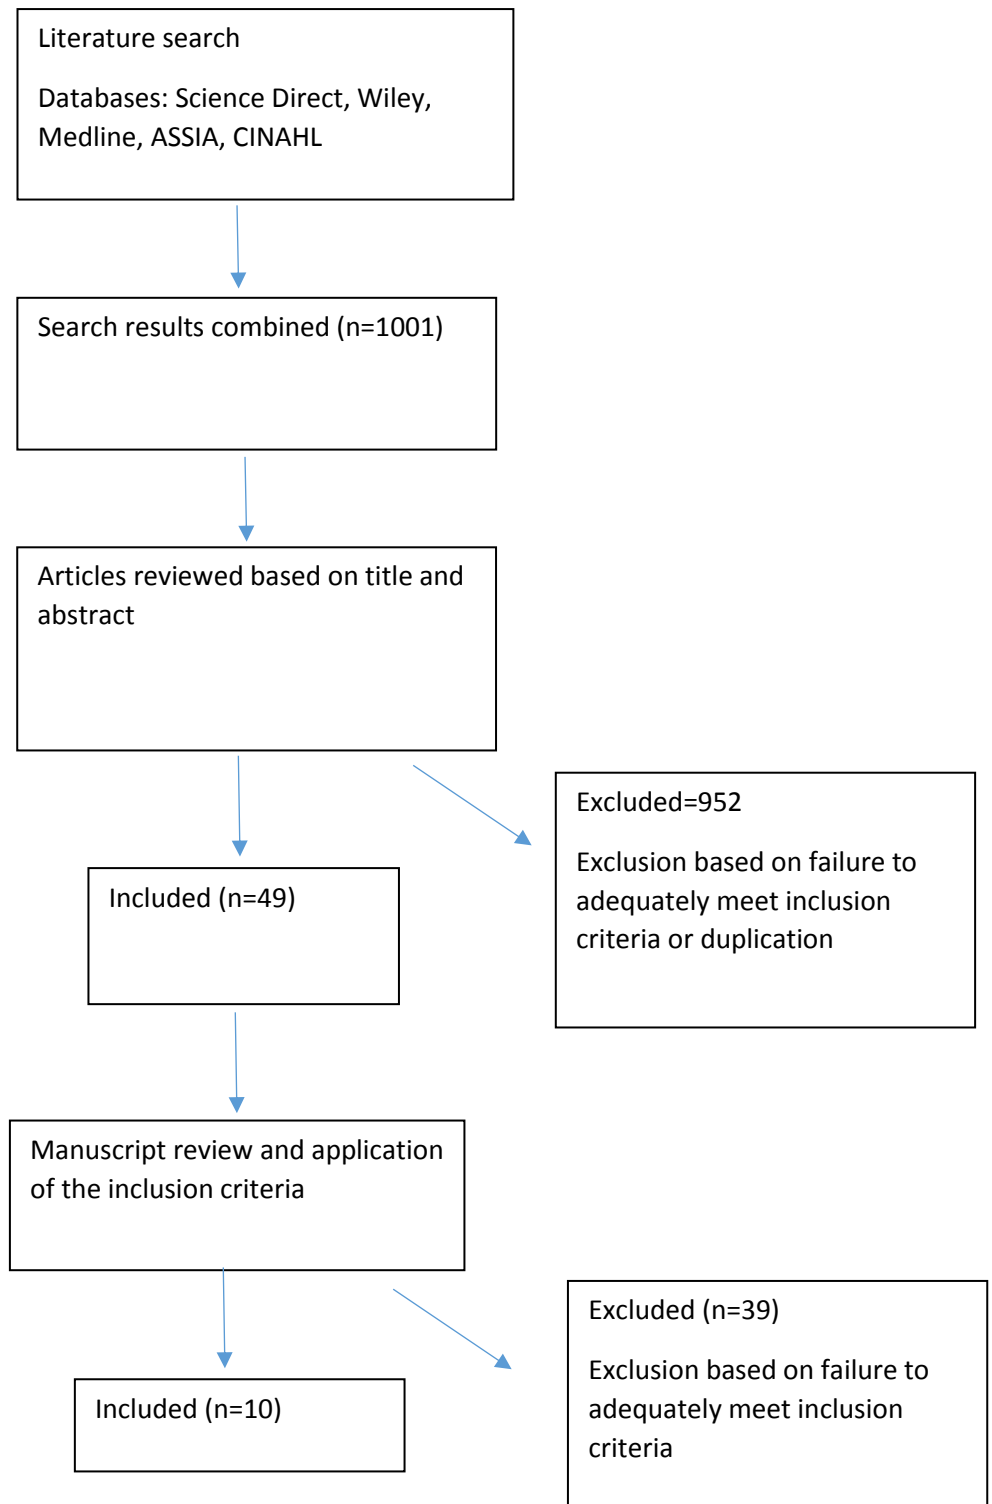 Literature search
Databases: Science Direct, Wiley,
Medline, ASSIA, CINAHL
Search results combined (n=1001)
Articles reviewed based on title and
abstract
Excluded=952
Exclusion based on failure to
adequately meet inclusion
criteria or duplication
Included (n=49)
Manuscript review and application
of the inclusion criteria
Excluded (n=39)
Exclusion based on failure to
adequately meet inclusion
criteria
Included (n=10)